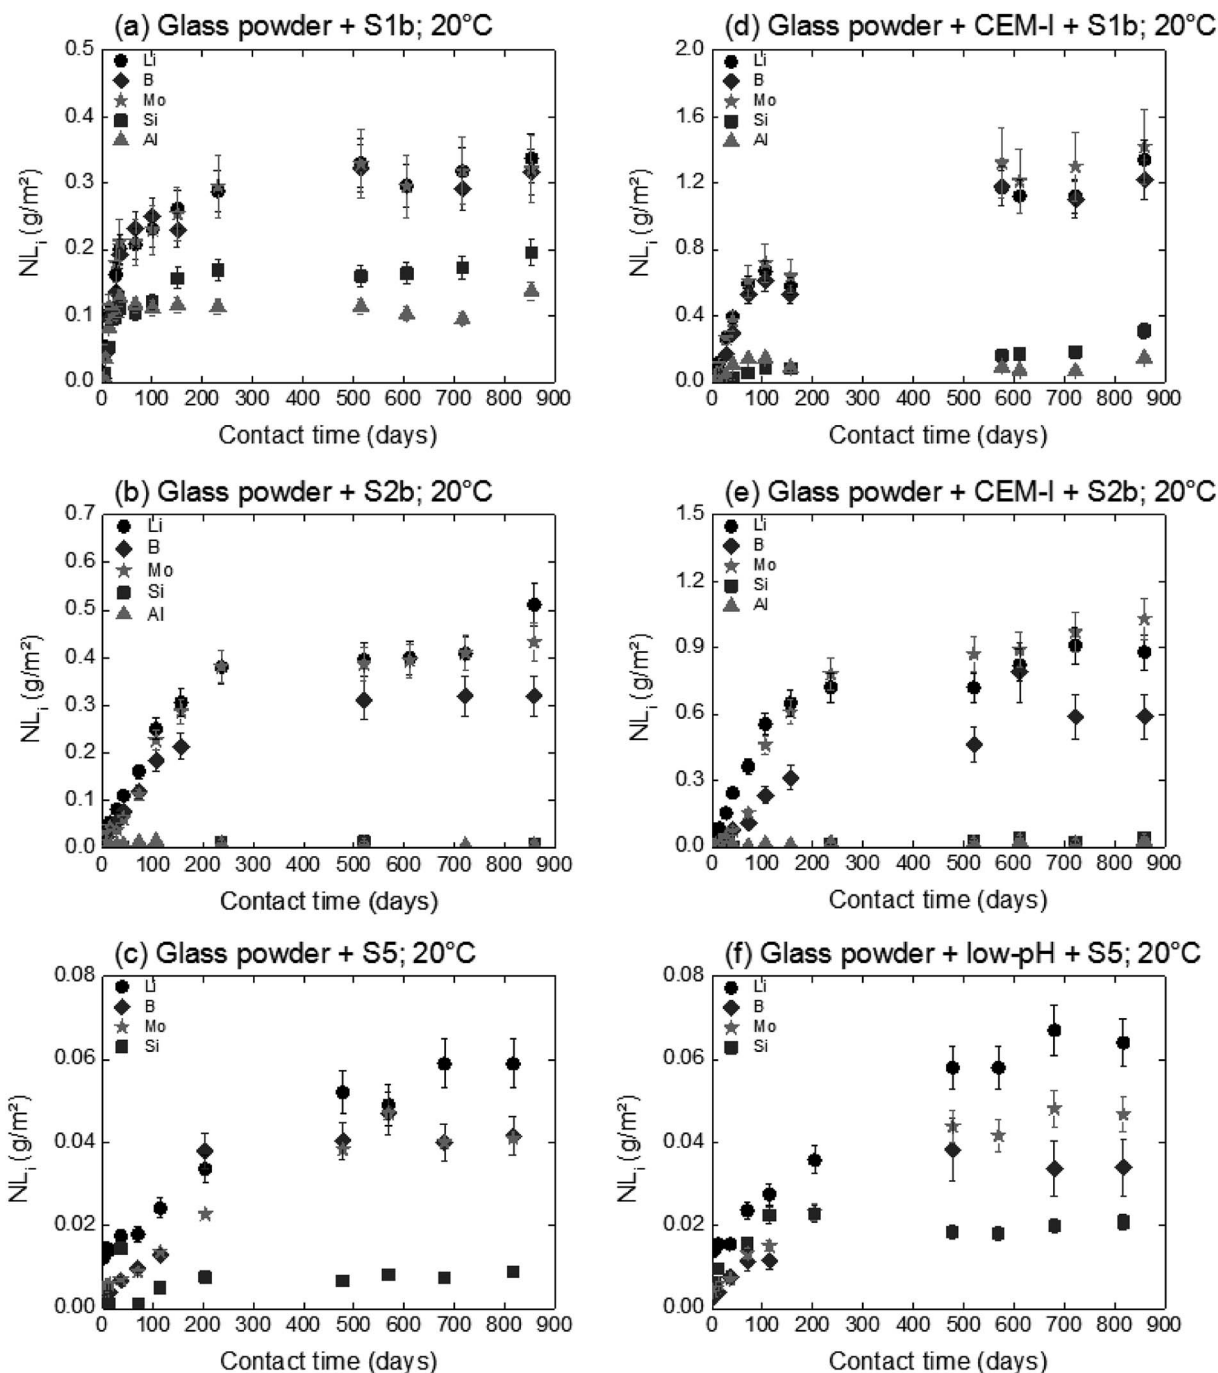 (a) Glass powder + S1b; 20°C
0.5
0.4
0.3
0.2
0.1
0.0
NLi (g/m²)
Li
B
Mo
Si
Al
0 100 200 300 400 500 600 700 800 900
Contact time (days)
(d) Glass powder + CEM-I + S1b; 20°C
2.0
1.6
1.2
0.8
0.4
0.0
NLi (g/m²)
Li
B
Mo
Si
Al
0 100 200 300 400 500 600 700 800 900
Contact time (days)
(b) Glass powder + S2b; 20°C
0.7
0.6
0.5
0.4
0.3
0.2
0.1
0.0
NLi (g/m²)
Li
B
Mo
Si
Al
0 100 200 300 400 500 600 700 800 900
Contact time (days)
(e) Glass powder + CEM-I + S2b; 20°C
1.5
1.2
0.9
0.6
0.3
0.0
NLi (g/m²)
Li
B
Mo
Si
Al
0 100 200 300 400 500 600 700 800 900
Contact time (days)
(c) Glass powder + S5; 20°C
0.08
0.06
0.04
0.02
0.00
NLi (g/m²)
Li
B
Mo
Si
0 100 200 300 400 500 600 700 800 900
Contact time (days)
(f) Glass powder + low-pH + S5; 20°C
0.08
0.06
0.04
0.02
0.00
NLi (g/m²)
Li
B
Mo
Si
0 100 200 300 400 500 600 700 800 900
Contact time (days)